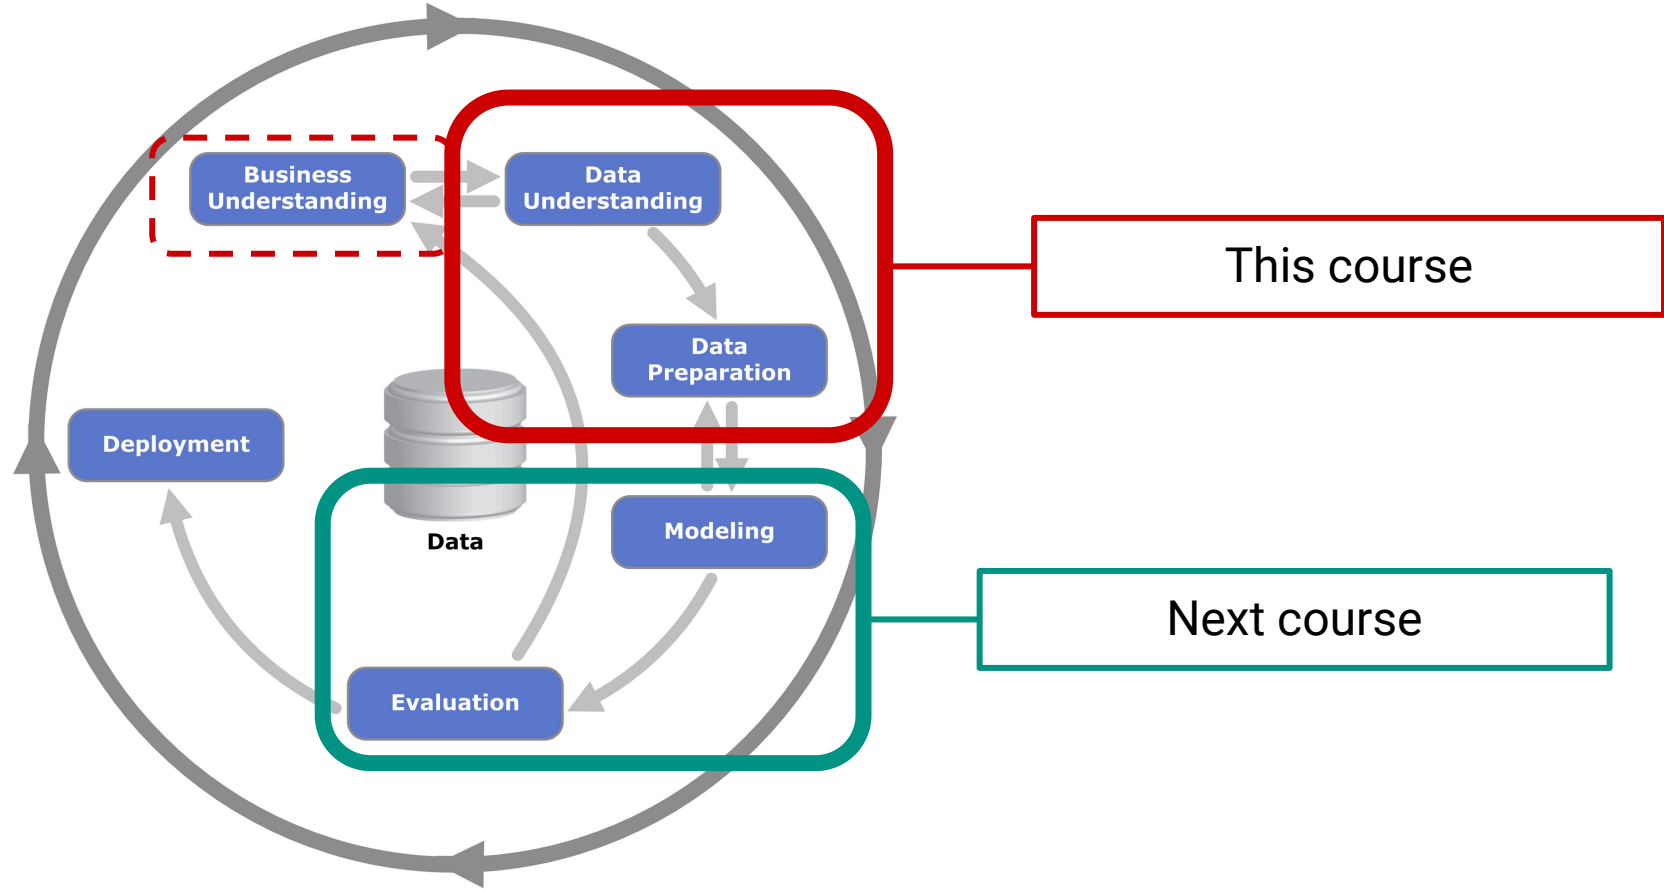 Business
Understanding
Data
Understanding
This course
Data
Preparation
Deployment
Modeling
Data
Next course
Evaluation